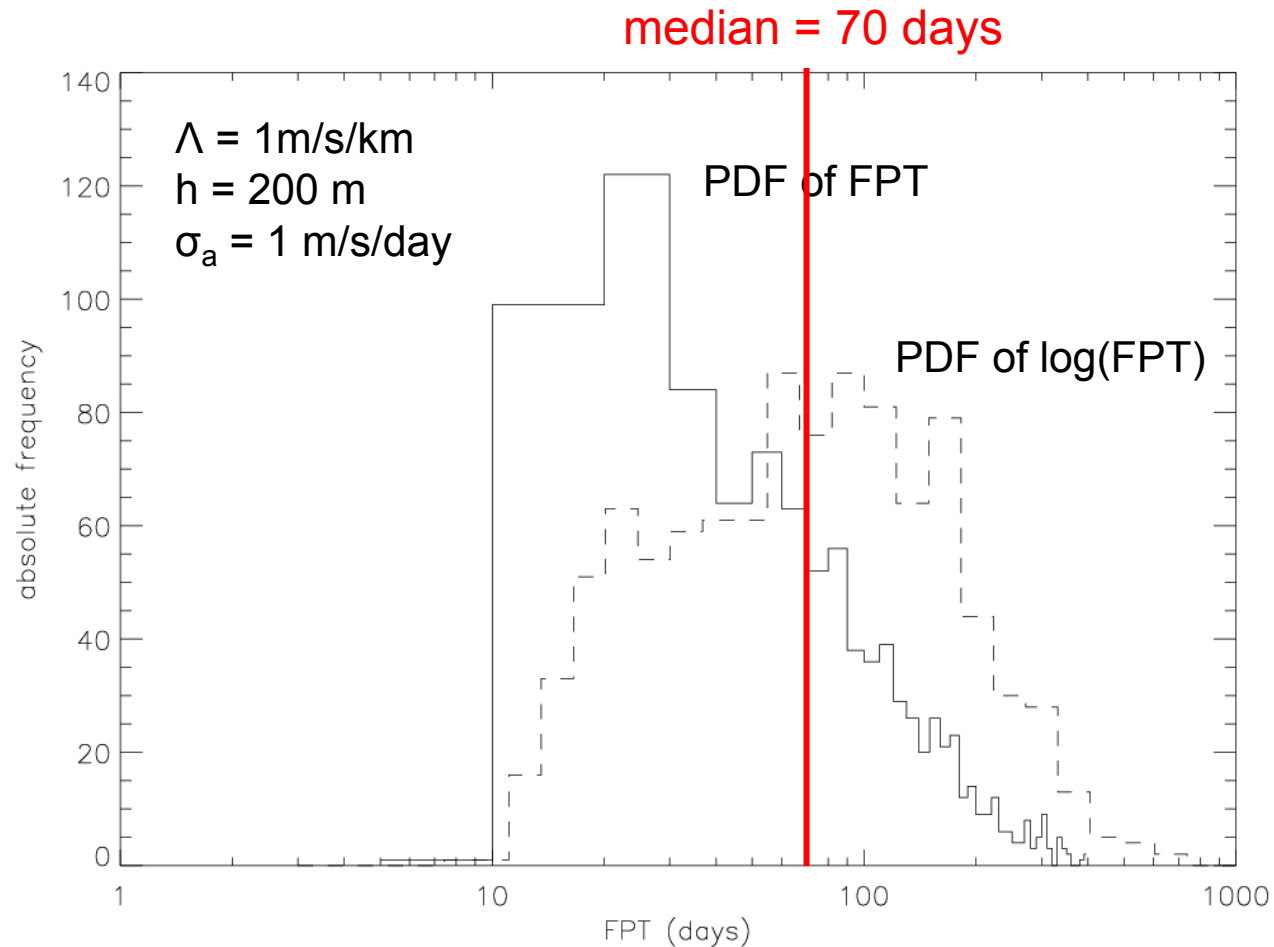 median = 70 days
Λ = 1m/s/km
h = 200 m
σₐ = 1 m/s/day
PDF of FPT
PDF of log(FPT)
140
120
100
80
60
40
20
0
absolute frequency
1
10
100
1000
FPT (days)